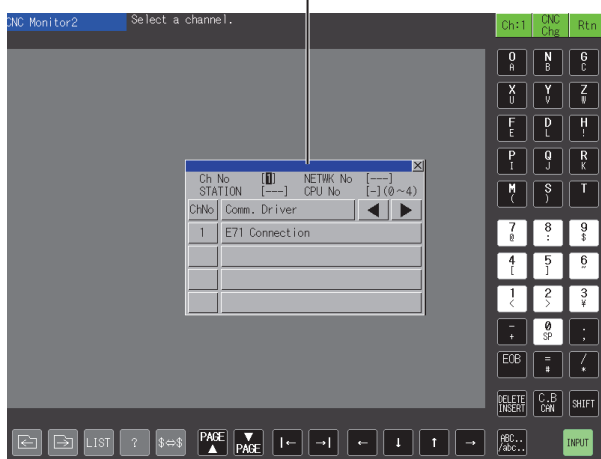 CNC Monitor2 Select a channel. Ch:1 CNC Chg Rtn
O A N B G C
X U Y V Z W
F E D L H !
P I Q J R K
M ( S ) T
Ch No [1] NETWK No [---]
STATION [---] CPU No [-](0~4)
ChNo Comm. Driver
1 E71 Connection
7 @ 8 : 9 $
4 [ 5 ] 6 ~
1 < 2 > 3 ¥
- + 0 SP . ,
EOB = # / *
DELETE INSERT C.B CAN SHIFT
LIST ? $⇔$ PAGE ▲ ▼ PAGE |← →| ← ↓ ↑ → ABC.. /abc.. INPUT